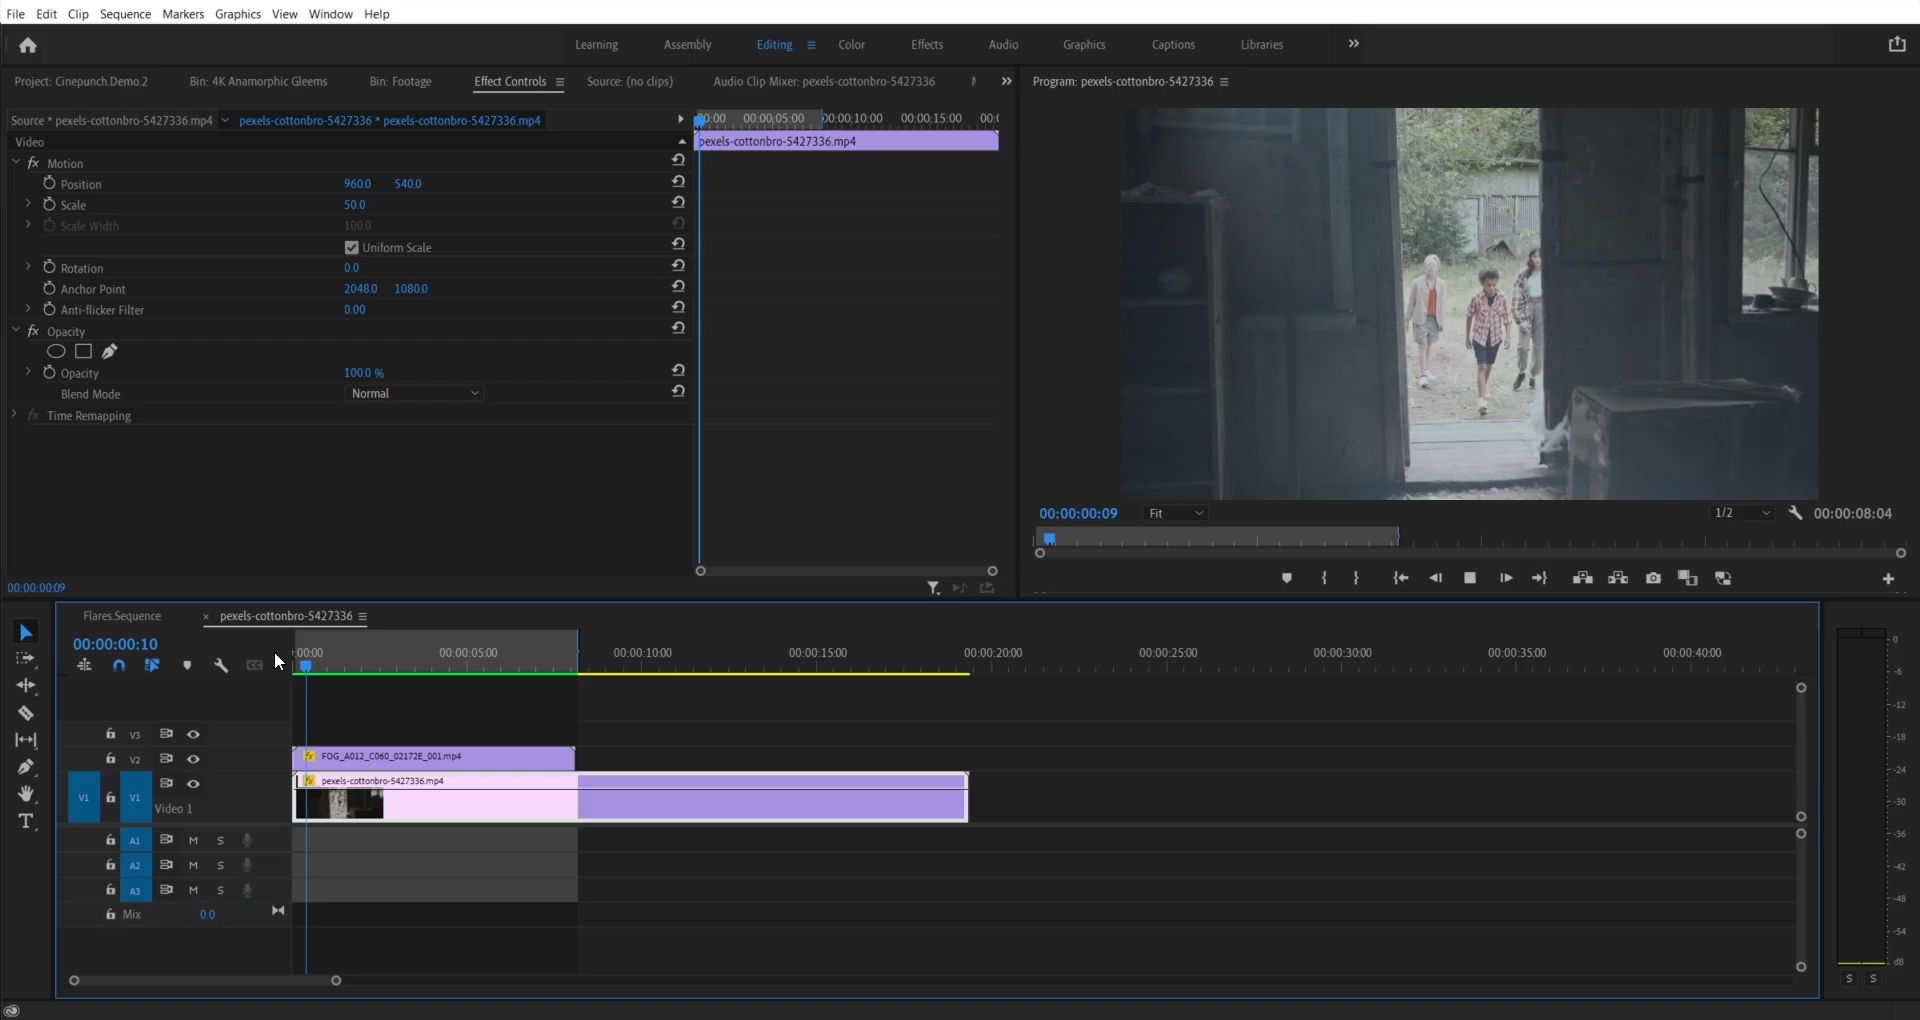 File Edit Clip Sequence Markers Graphics View Window Help
Learning Assembly Editing Color Effects Audio Graphics Captions Libraries
Project: Cinepunch.Demo.2 Bin: 4K Anamorphic Gleems Bin: Footage Effect Controls Source: (no clips) Audio Clip Mixer: pexels-cottonbro-5427336
Program: pexels-cottonbro-5427336
Source * pexels-cottonbro-5427336.mp4 pexels-cottonbro-5427336 * pexels-cottonbro-5427336.mp4
:00:00 00:00:05:00 00:00:10:00 00:00:15:00 00:(
Video
pexels-cottonbro-5427336.mp4
fx Motion
Position 960.0 540.0
Scale 50.0
Scale Width 100.0
Uniform Scale
Rotation 0.0
Anchor Point 2048.0 1080.0
Anti-flicker Filter 0.00
fx Opacity
Opacity 100.0 %
Blend Mode Normal
fx Time Remapping
00:00:00:09 Fit 1/2 00:00:08:04
00:00:00:09
Flares.Sequence × pexels-cottonbro-5427336
00:00:00:10
:00:00 00:00:05:00 00:00:10:00 00:00:15:00 00:00:20:00 00:00:25:00 00:00:30:00 00:00:35:00 00:00:40:00
CC
V3
V2 fx FOG_A012_C060_02172E_001.mp4
fx pexels-cottonbro-5427336.mp4
V1 V1
Video 1
A1 M S
A2 M S
A3 M S
Mix 0.0
T
0
-6
-12
-18
-24
-30
-36
-42
-48
-54
dB
S S